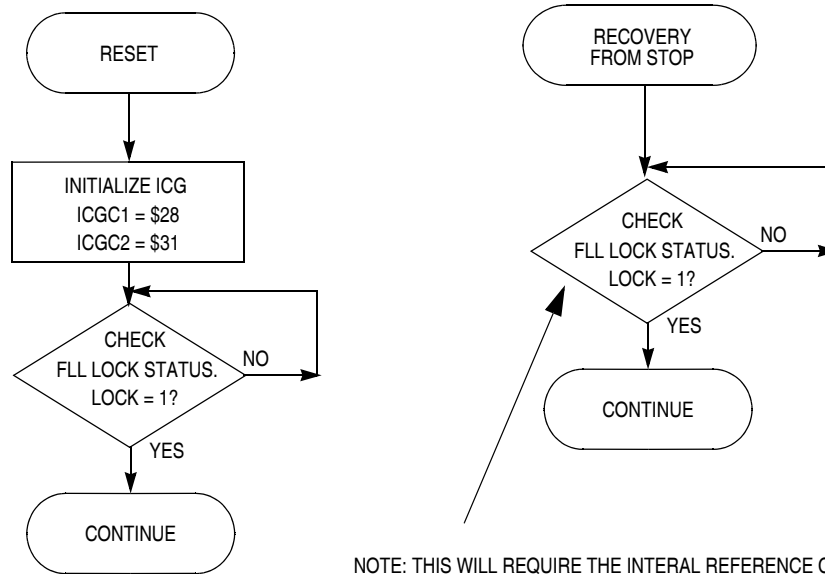 RESET
INITIALIZE ICG
ICGC1 = $28
ICGC2 = $31
CHECK
FLL LOCK STATUS.
LOCK = 1?
NO
YES
CONTINUE
RECOVERY
FROM STOP
CHECK
FLL LOCK STATUS.
LOCK = 1?
NO
YES
CONTINUE
NOTE: THIS WILL REQUIRE THE INTERAL REFERENCE